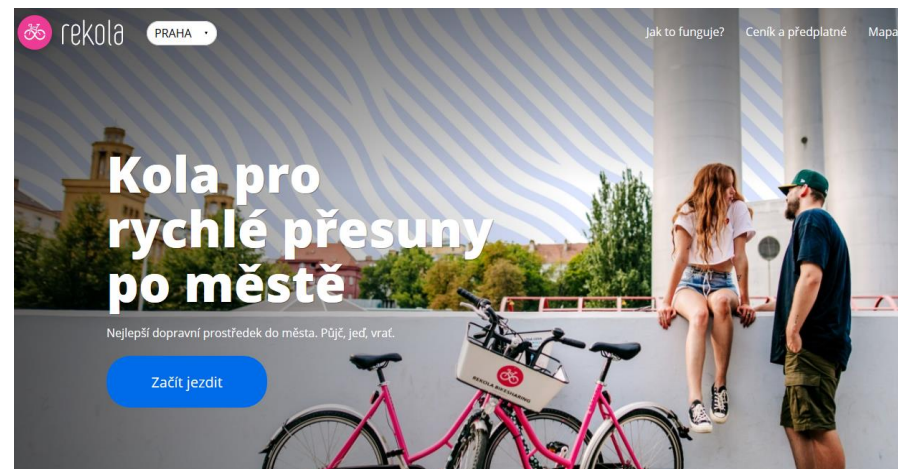 rekola
PRAHA
Jak to funguje?
Ceník a předplatné
Mapa
Kola pro
rychlé přesuny
po městě
Nejlepší dopravní prostředek do města. Půjč, jeď, vrať.
Začít jezdit
REKOLA BIKESHARING